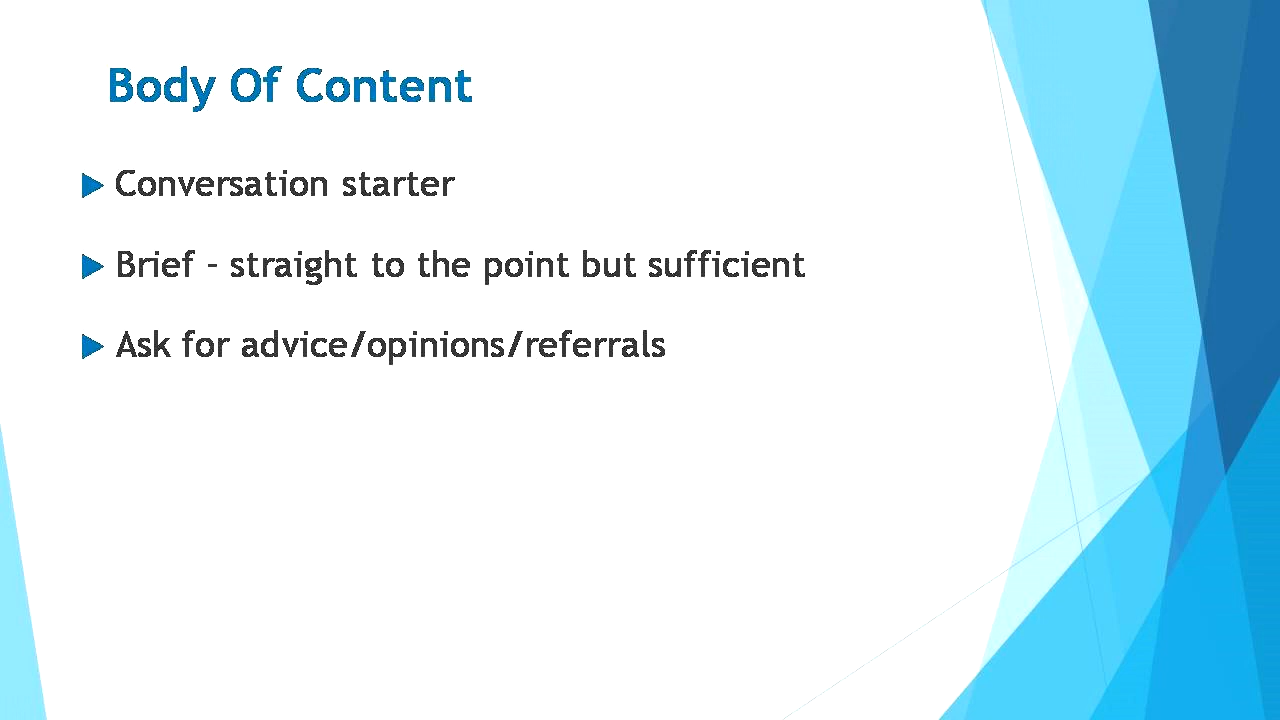 Body Of Content
Conversation starter
Brief – straight to the point but sufficient
Ask for advice/opinions/referrals